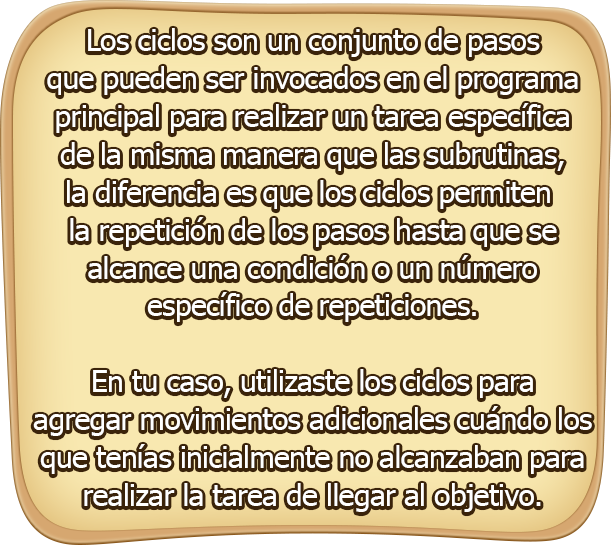 Los ciclos son un conjunto de pasos
que pueden ser invocados en el programa
principal para realizar un tarea específica
de la misma manera que las subrutinas,
la diferencia es que los ciclos permiten
la repetición de los pasos hasta que se
alcance una condición o un número
específico de repeticiones.
En tu caso, utilizaste los ciclos para
agregar movimientos adicionales cuándo los
que tenías inicialmente no alcanzaban para
realizar la tarea de llegar al objetivo.